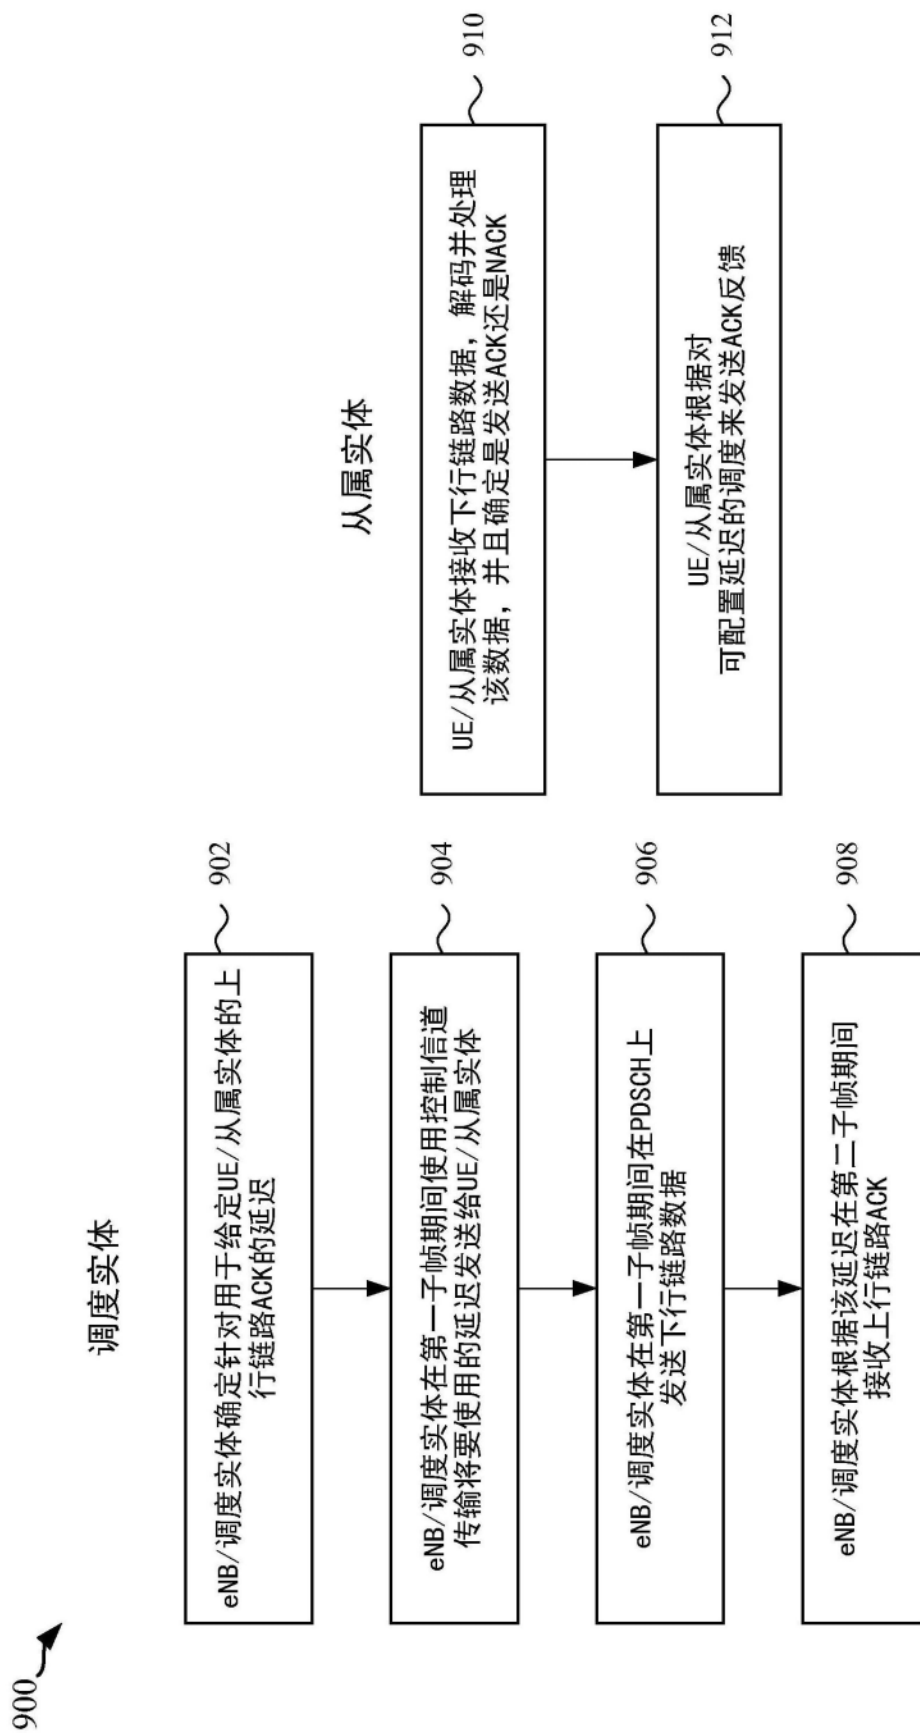 900
调度实体
eNB/调度实体确定针对用于给定UE/从属实体的上
行链路ACK的延迟
902
eNB/调度实体在第一子帧期间使用控制信道
传输将要使用的延迟发送给UE/从属实体
904
eNB/调度实体在第一子帧期间在PDSCH上
发送下行链路数据
906
eNB/调度实体根据该延迟在第二子帧期间
接收上行链路ACK
908
从属实体
UE/从属实体接收下行链路数据，解码并处理
该数据，并且确定是发送ACK还是NACK
910
UE/从属实体根据对
可配置延迟的调度来发送ACK反馈
912